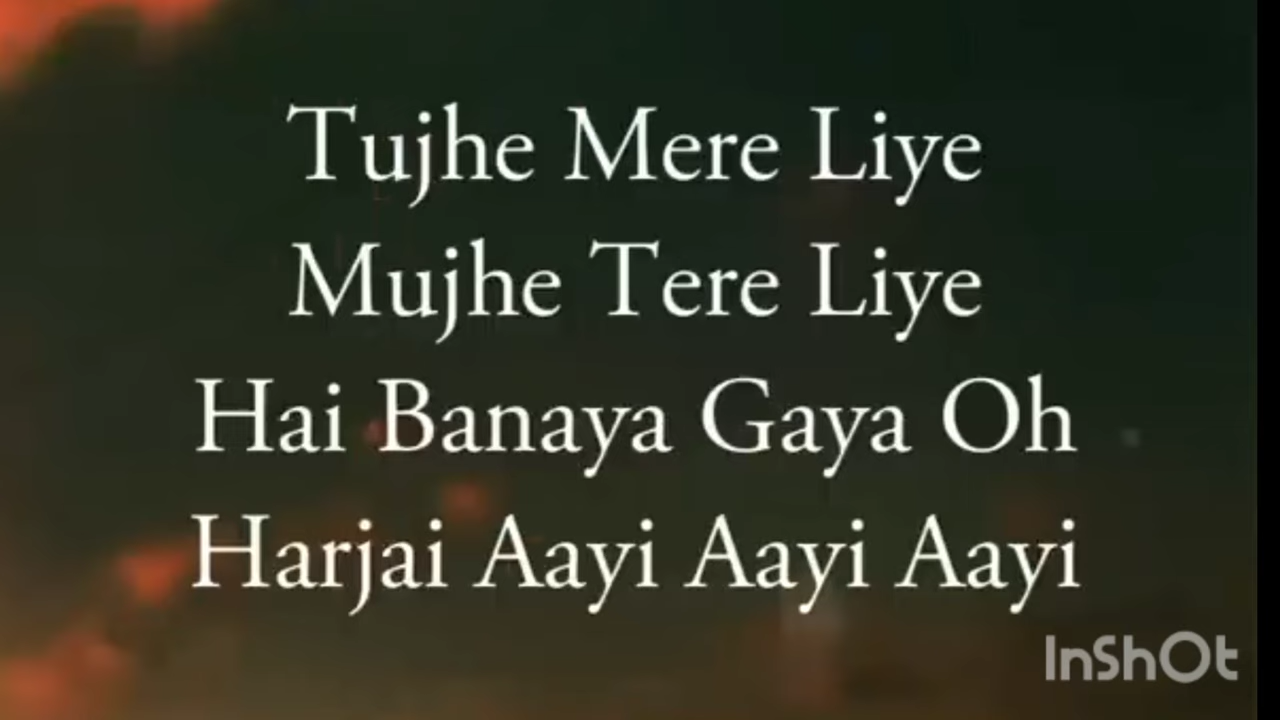 Tujhe Mere Liye
Mujhe Tere Liye
Hai Banaya Gaya Oh
Harjai Aayi Aayi Aayi
InShOt